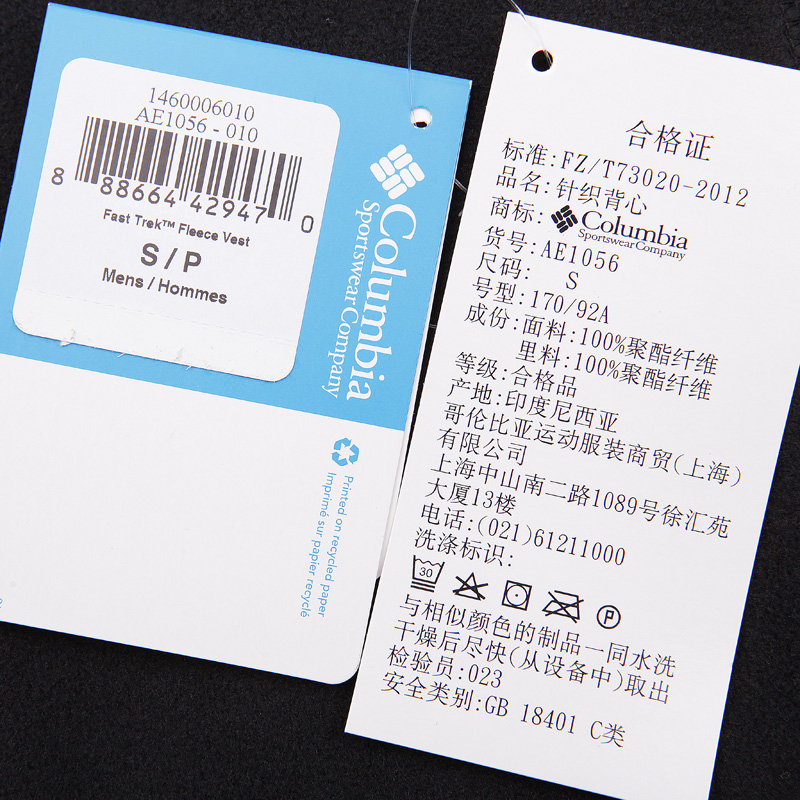 1460006010
AE1056 - 010
8 88664 42947 0
Fast Trek™ Fleece Vest
S / P
Mens / Hommes
Columbia
Sportswear Company
Printed on recycled paper
Imprimé sur papier recyclé
合格证
标准:FZ/T73020-2012
品名:针织背心
商标:Columbia
Sportswear Company
货号:AE1056
尺码: S
号型:170/92A
成份:面料:100%聚酯纤维
里料:100%聚酯纤维
等级:合格品
产地:印度尼西亚
哥伦比亚运动服装商贸(上海)
有限公司
上海中山南二路1089号徐汇苑
大厦13楼
电话:(021)61211000
洗涤标识:
30
P
与相似颜色的制品一同水洗
干燥后尽快(从设备中)取出
检验员:023
安全类别:GB 18401 C类